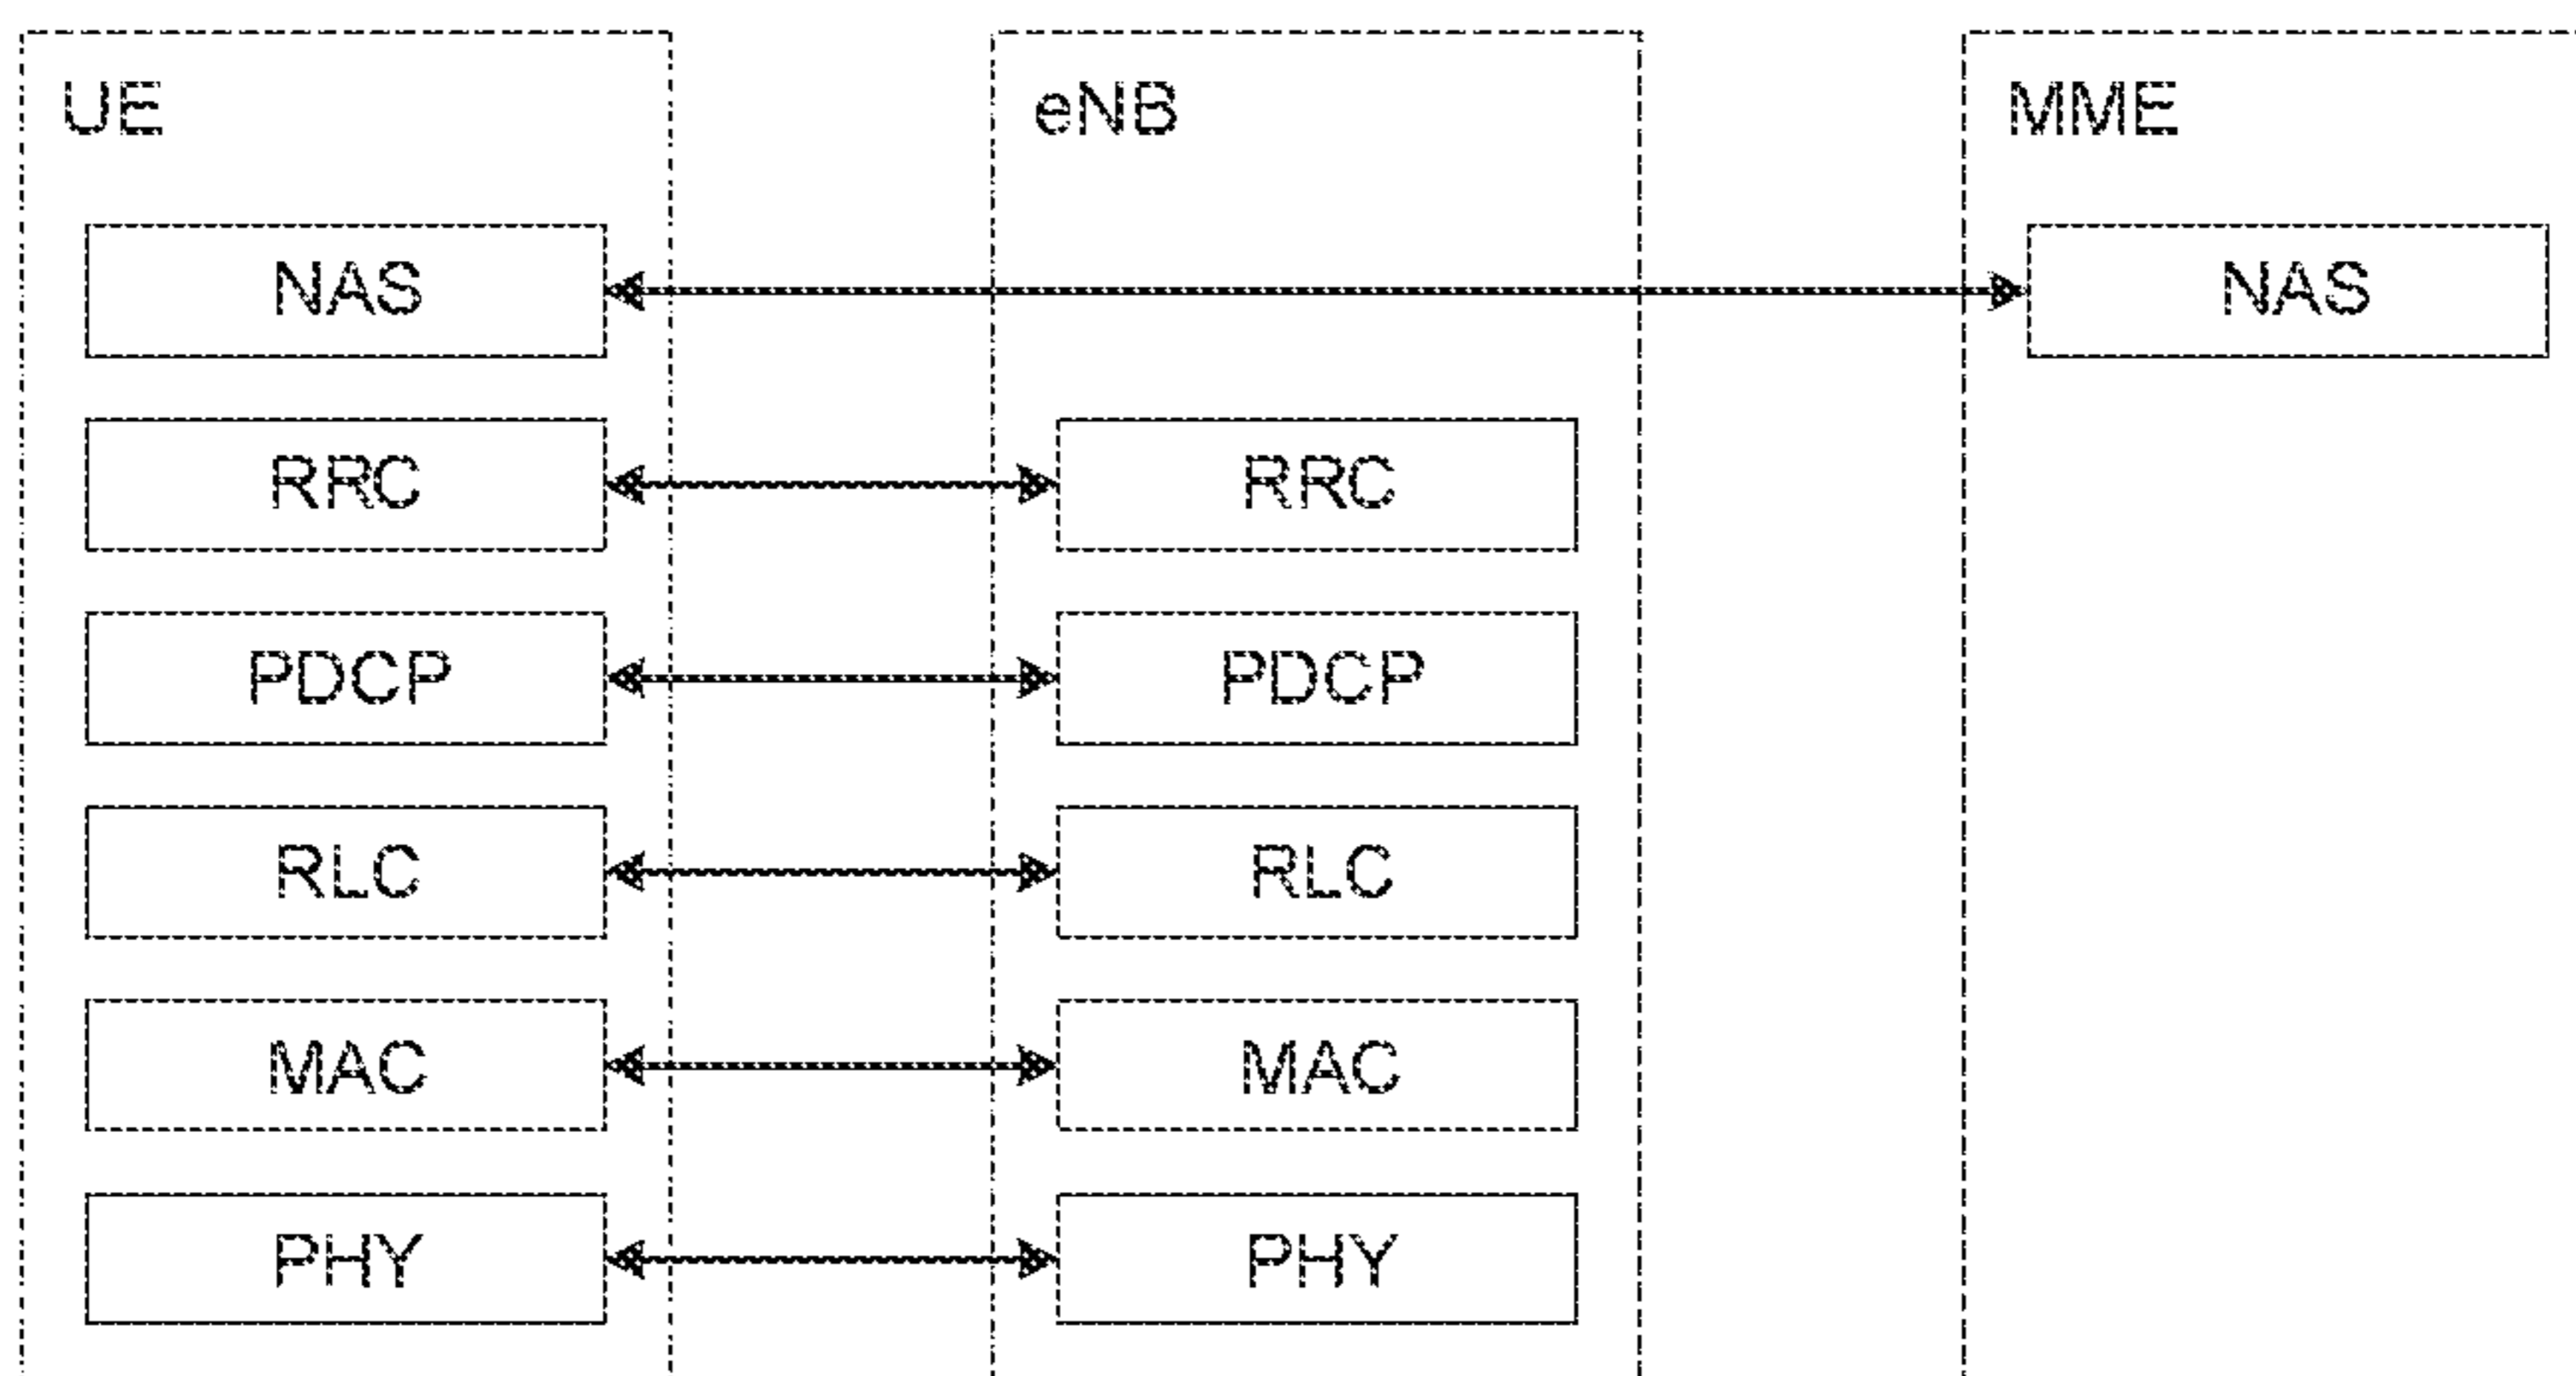 UE eNB MME
NAS NAS
RRC RRC
PDCP PDCP
RLC RLC
MAC MAC
PHY PHY